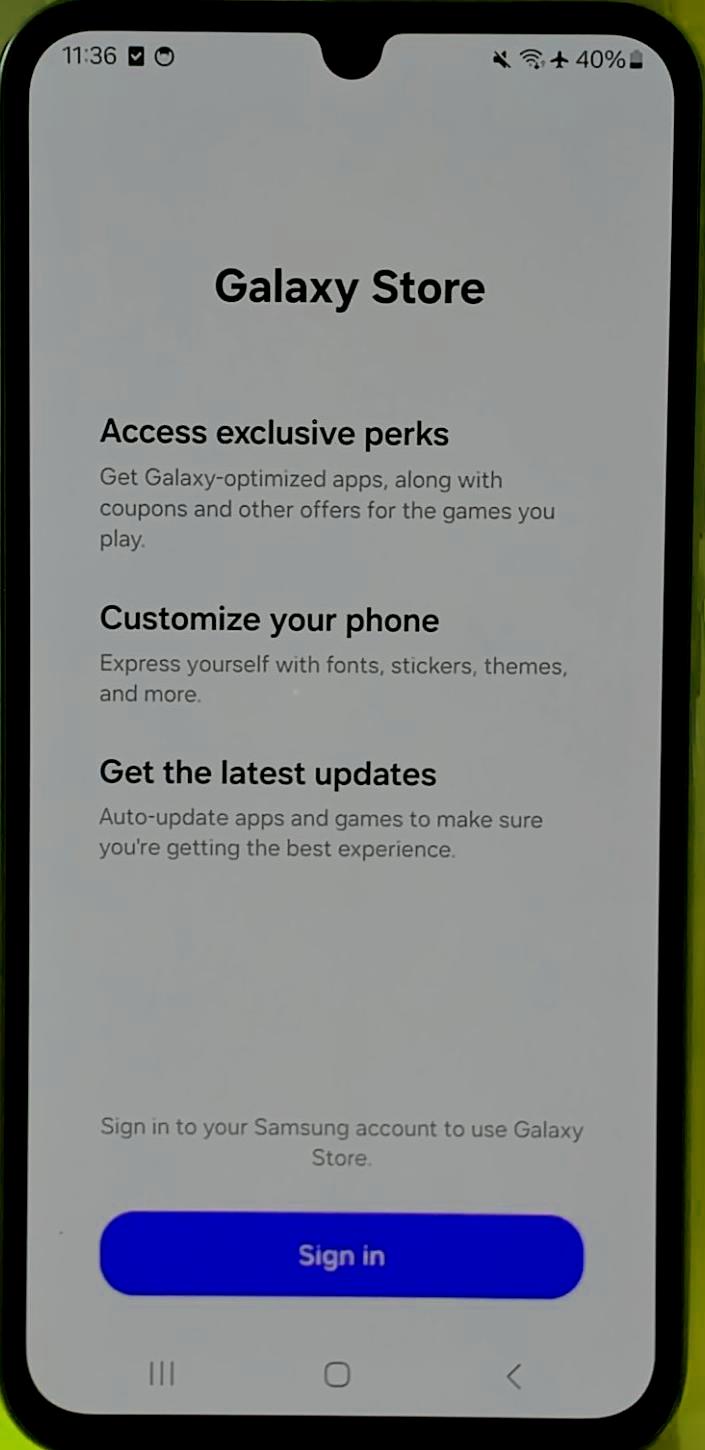 11:36 40%
Galaxy Store
Access exclusive perks
Get Galaxy-optimized apps, along with
coupons and other offers for the games you
play.
Customize your phone
Express yourself with fonts, stickers, themes,
and more.
Get the latest updates
Auto-update apps and games to make sure
you're getting the best experience.
Sign in to your Samsung account to use Galaxy
Store.
Sign in